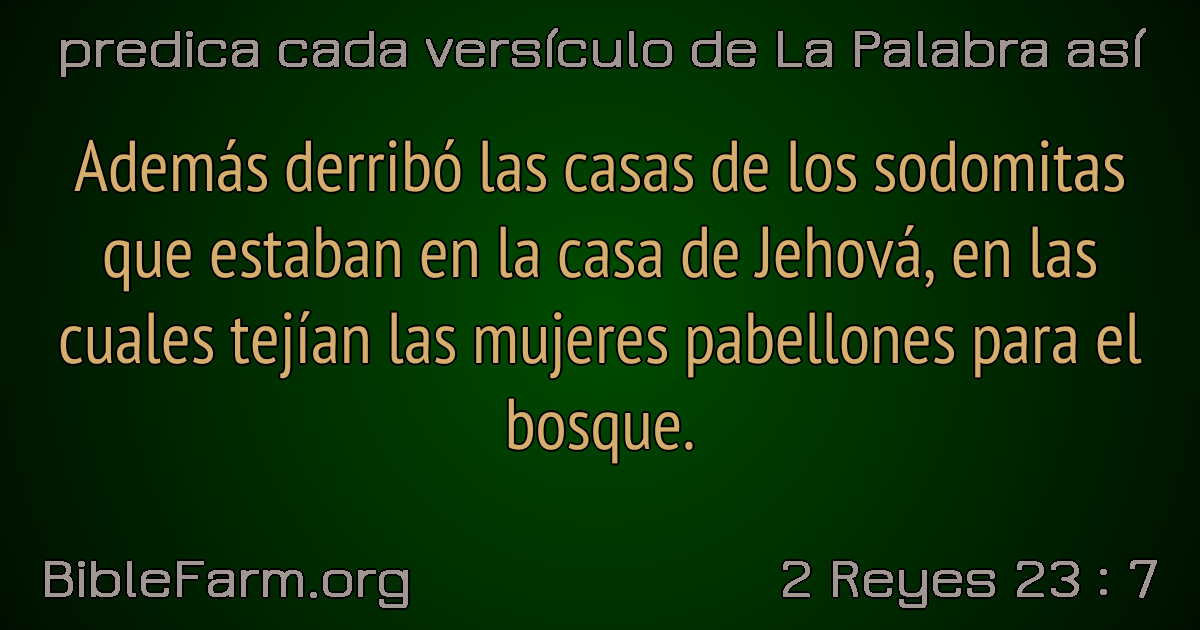 predica cada versículo de La Palabra así
Además derribó las casas de los sodomitas
que estaban en la casa de Jehová, en las
cuales tejían las mujeres pabellones para el
bosque.
BibleFarm.org
2 Reyes 23 : 7